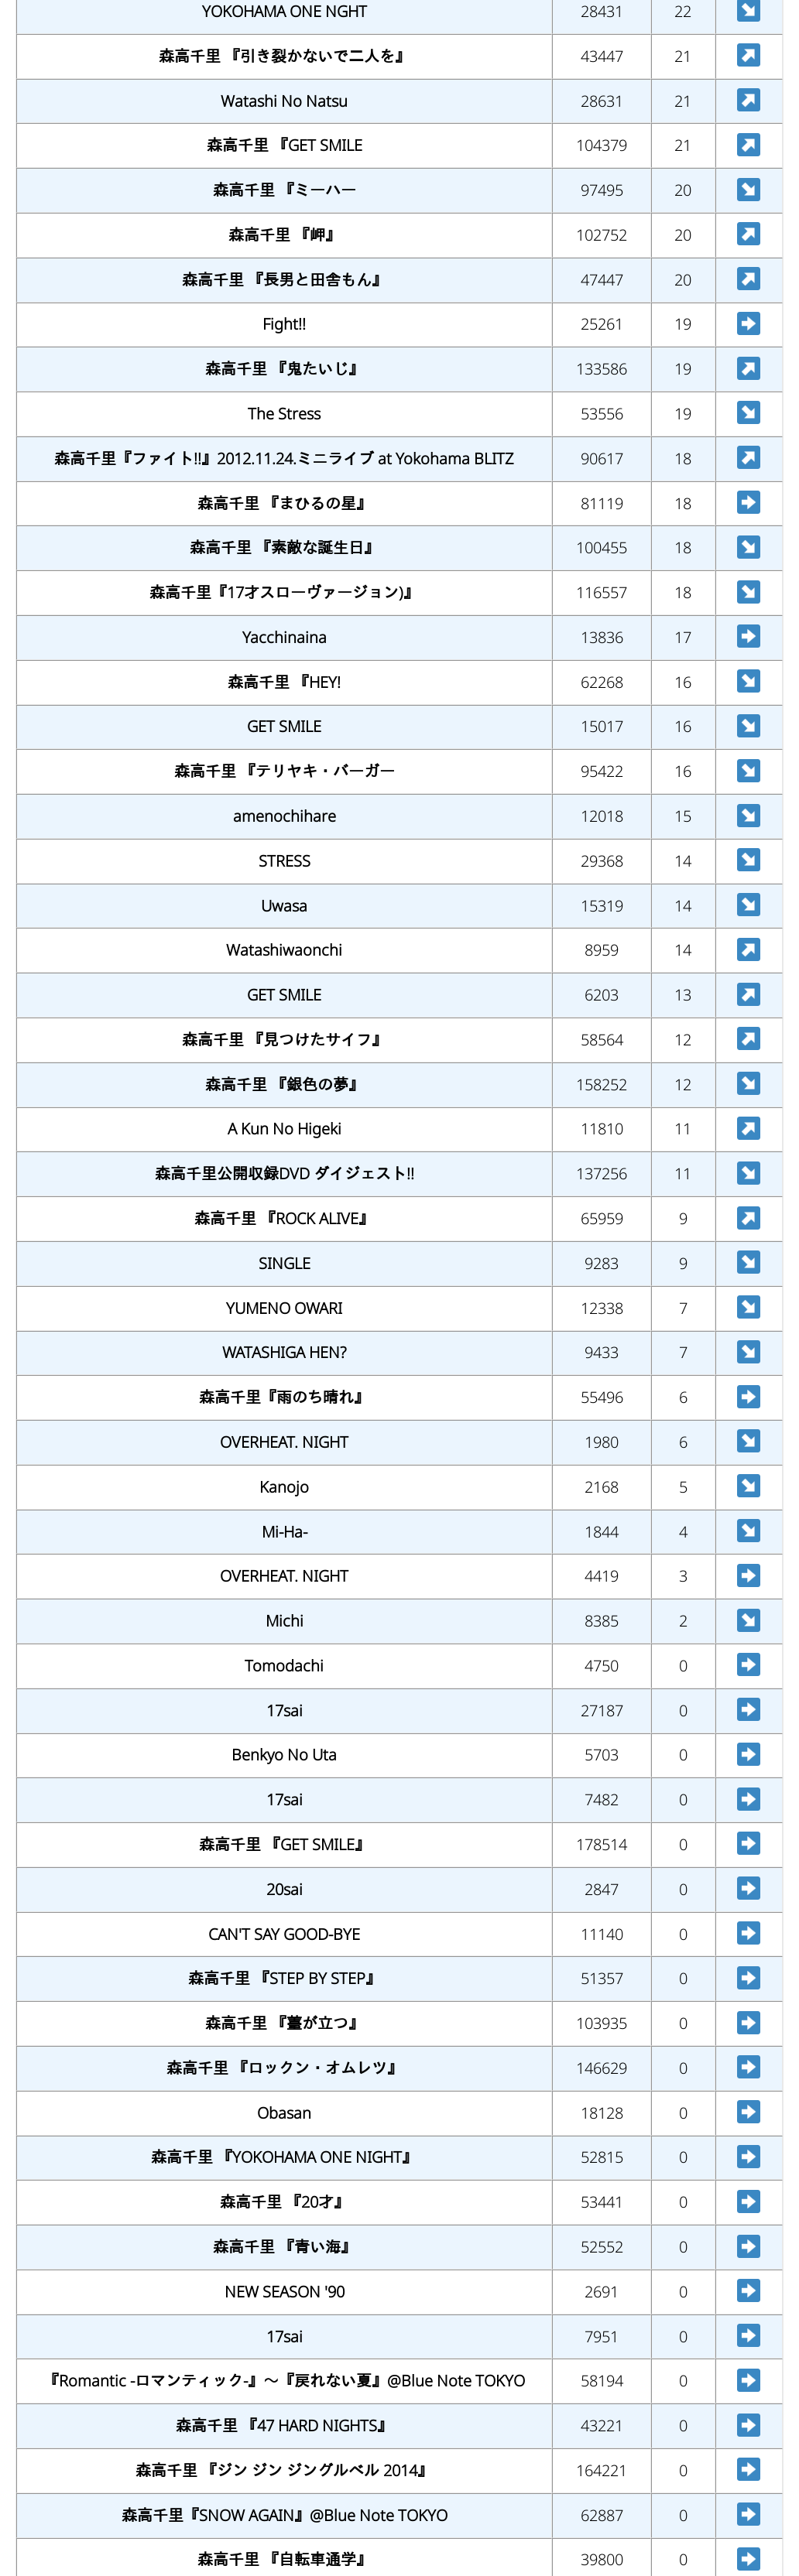 YOKOHAMA ONE NGHT 28431 22
森高千里 『引き裂かないで二人を』 43447 21
Watashi No Natsu 28631 21
森高千里 『GET SMILE 104379 21
森高千里 『ミーハー 97495 20
森高千里 『岬』 102752 20
森高千里 『長男と田舎もん』 47447 20
Fight!! 25261 19
森高千里 『鬼たいじ』 133586 19
The Stress 53556 19
森高千里『ファイト!!』2012.11.24.ミニライブ at Yokohama BLITZ 90617 18
森高千里 『まひるの星』 81119 18
森高千里 『素敵な誕生日』 100455 18
森高千里『17才スローヴァージョン)』 116557 18
Yacchinaina 13836 17
森高千里 『HEY! 62268 16
GET SMILE 15017 16
森高千里 『テリヤキ・バーガー 95422 16
amenochihare 12018 15
STRESS 29368 14
Uwasa 15319 14
Watashiwaonchi 8959 14
GET SMILE 6203 13
森高千里 『見つけたサイフ』 58564 12
森高千里 『銀色の夢』 158252 12
A Kun No Higeki 11810 11
森高千里公開収録DVD ダイジェスト!! 137256 11
森高千里 『ROCK ALIVE』 65959 9
SINGLE 9283 9
YUMENO OWARI 12338 7
WATASHIGA HEN? 9433 7
森高千里『雨のち晴れ』 55496 6
OVERHEAT. NIGHT 1980 6
Kanojo 2168 5
Mi-Ha- 1844 4
OVERHEAT. NIGHT 4419 3
Michi 8385 2
Tomodachi 4750 0
17sai 27187 0
Benkyo No Uta 5703 0
17sai 7482 0
森高千里 『GET SMILE』 178514 0
20sai 2847 0
CAN'T SAY GOOD-BYE 11140 0
森高千里 『STEP BY STEP』 51357 0
森高千里 『薹が立つ』 103935 0
森高千里 『ロックン・オムレツ』 146629 0
Obasan 18128 0
森高千里 『YOKOHAMA ONE NIGHT』 52815 0
森高千里 『20才』 53441 0
森高千里 『青い海』 52552 0
NEW SEASON '90 2691 0
17sai 7951 0
『Romantic -ロマンティック-』～『戻れない夏』@Blue Note TOKYO 58194 0
森高千里 『47 HARD NIGHTS』 43221 0
森高千里 『ジン ジン ジングルベル 2014』 164221 0
森高千里『SNOW AGAIN』@Blue Note TOKYO 62887 0
森高千里 『自転車通学』 39800 0